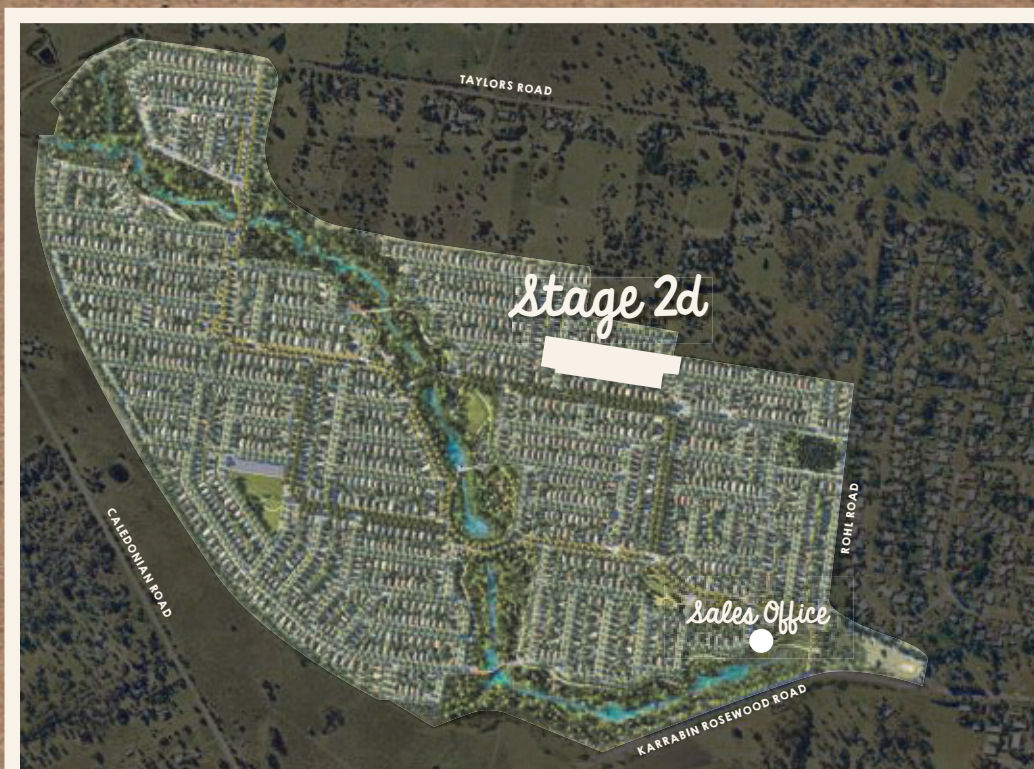 TAYLORS ROAD
Stage 2d
ROHL ROAD
CALEDONIAN ROAD
Sales Office
KARRABIN ROSEWOOD ROAD